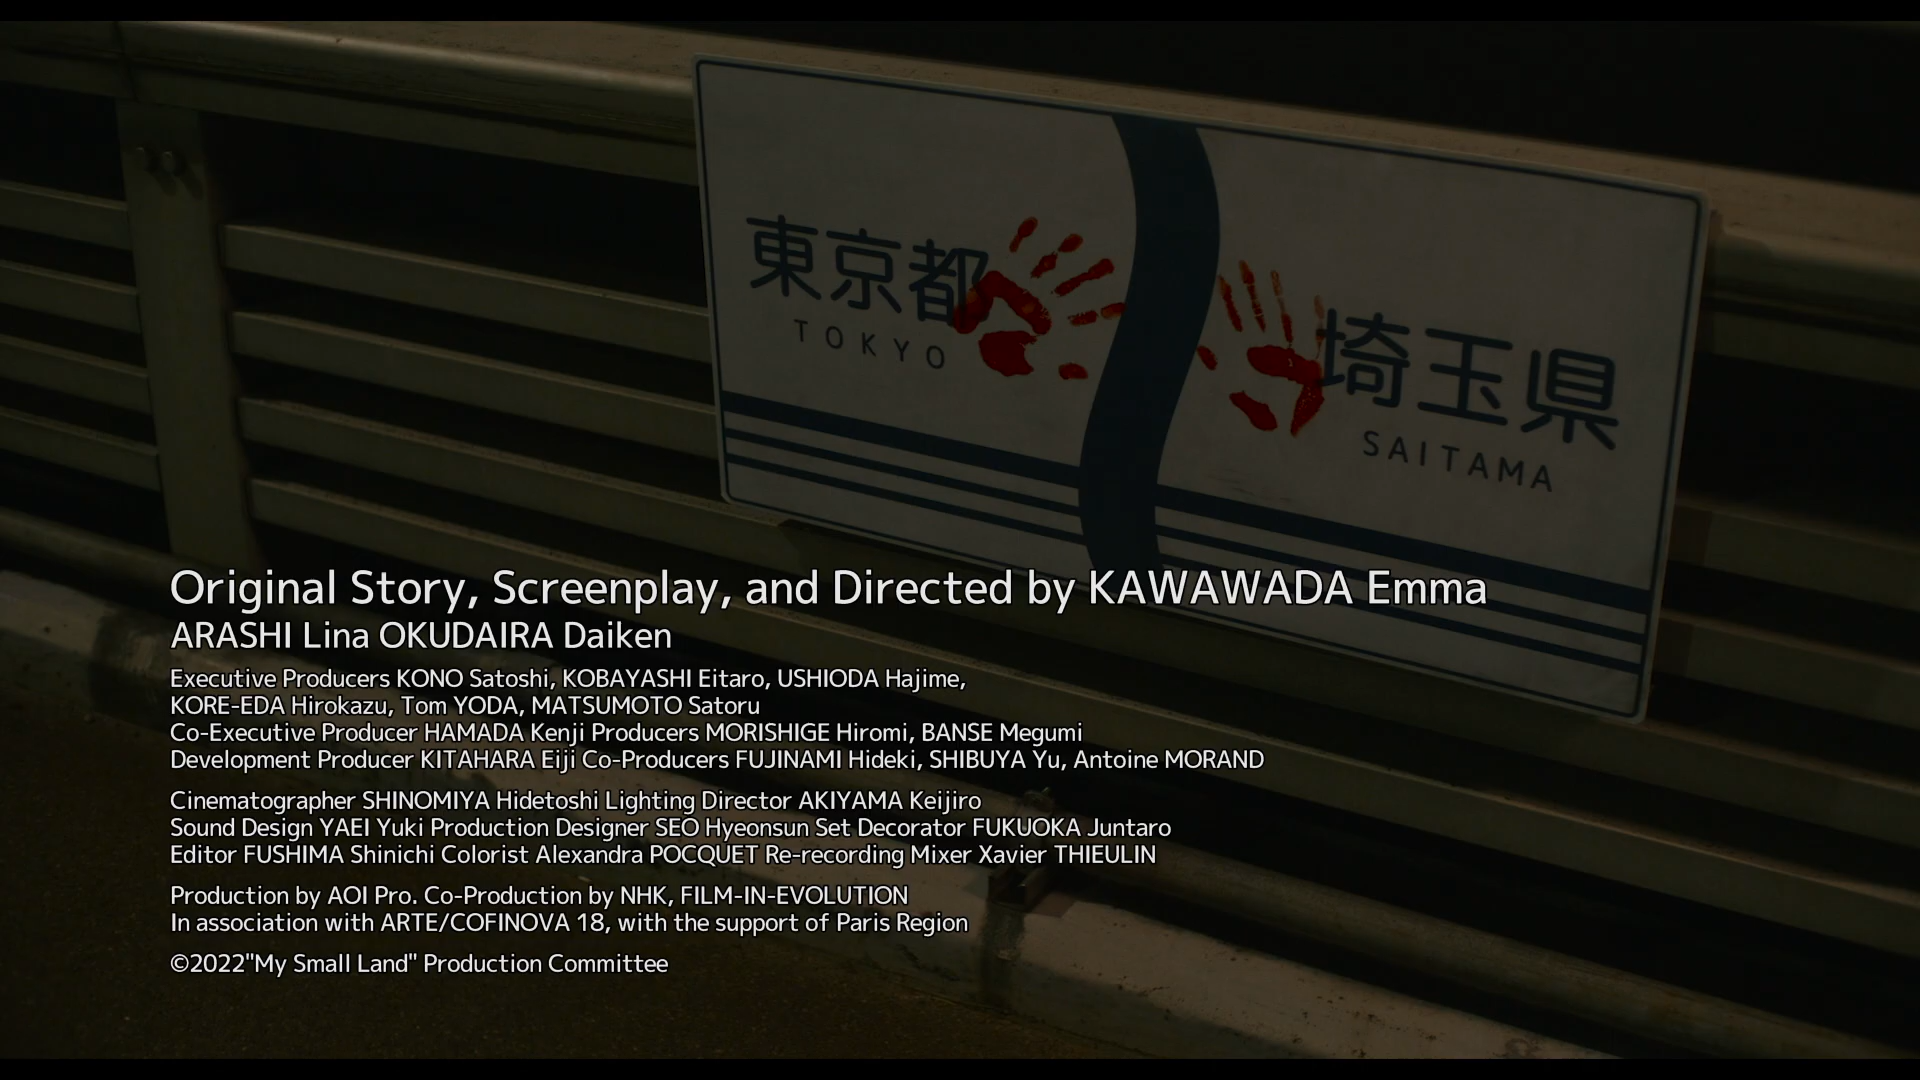 東京都
TOKYO
埼玉県
SAITAMA
Original Story, Screenplay, and Directed by KAWAWADA Emma
ARASHI Lina OKUDAIRA Daiken
Executive Producers KONO Satoshi, KOBAYASHI Eitaro, USHIODA Hajime,
KORE-EDA Hirokazu, Tom YODA, MATSUMOTO Satoru
Co-Executive Producer HAMADA Kenji Producers MORISHIGE Hiromi, BANSE Megumi
Development Producer KITAHARA Eiji Co-Producers FUJINAMI Hideki, SHIBUYA Yu, Antoine MORAND
Cinematographer SHINOMIYA Hidetoshi Lighting Director AKIYAMA Keijiro
Sound Design YAEI Yuki Production Designer SEO Hyeonsun Set Decorator FUKUOKA Juntaro
Editor FUSHIMA Shinichi Colorist Alexandra POCQUET Re-recording Mixer Xavier THIEULIN
Production by AOI Pro. Co-Production by NHK, FILM-IN-EVOLUTION
In association with ARTE/COFINOVA 18, with the support of Paris Region
©2022"My Small Land" Production Committee